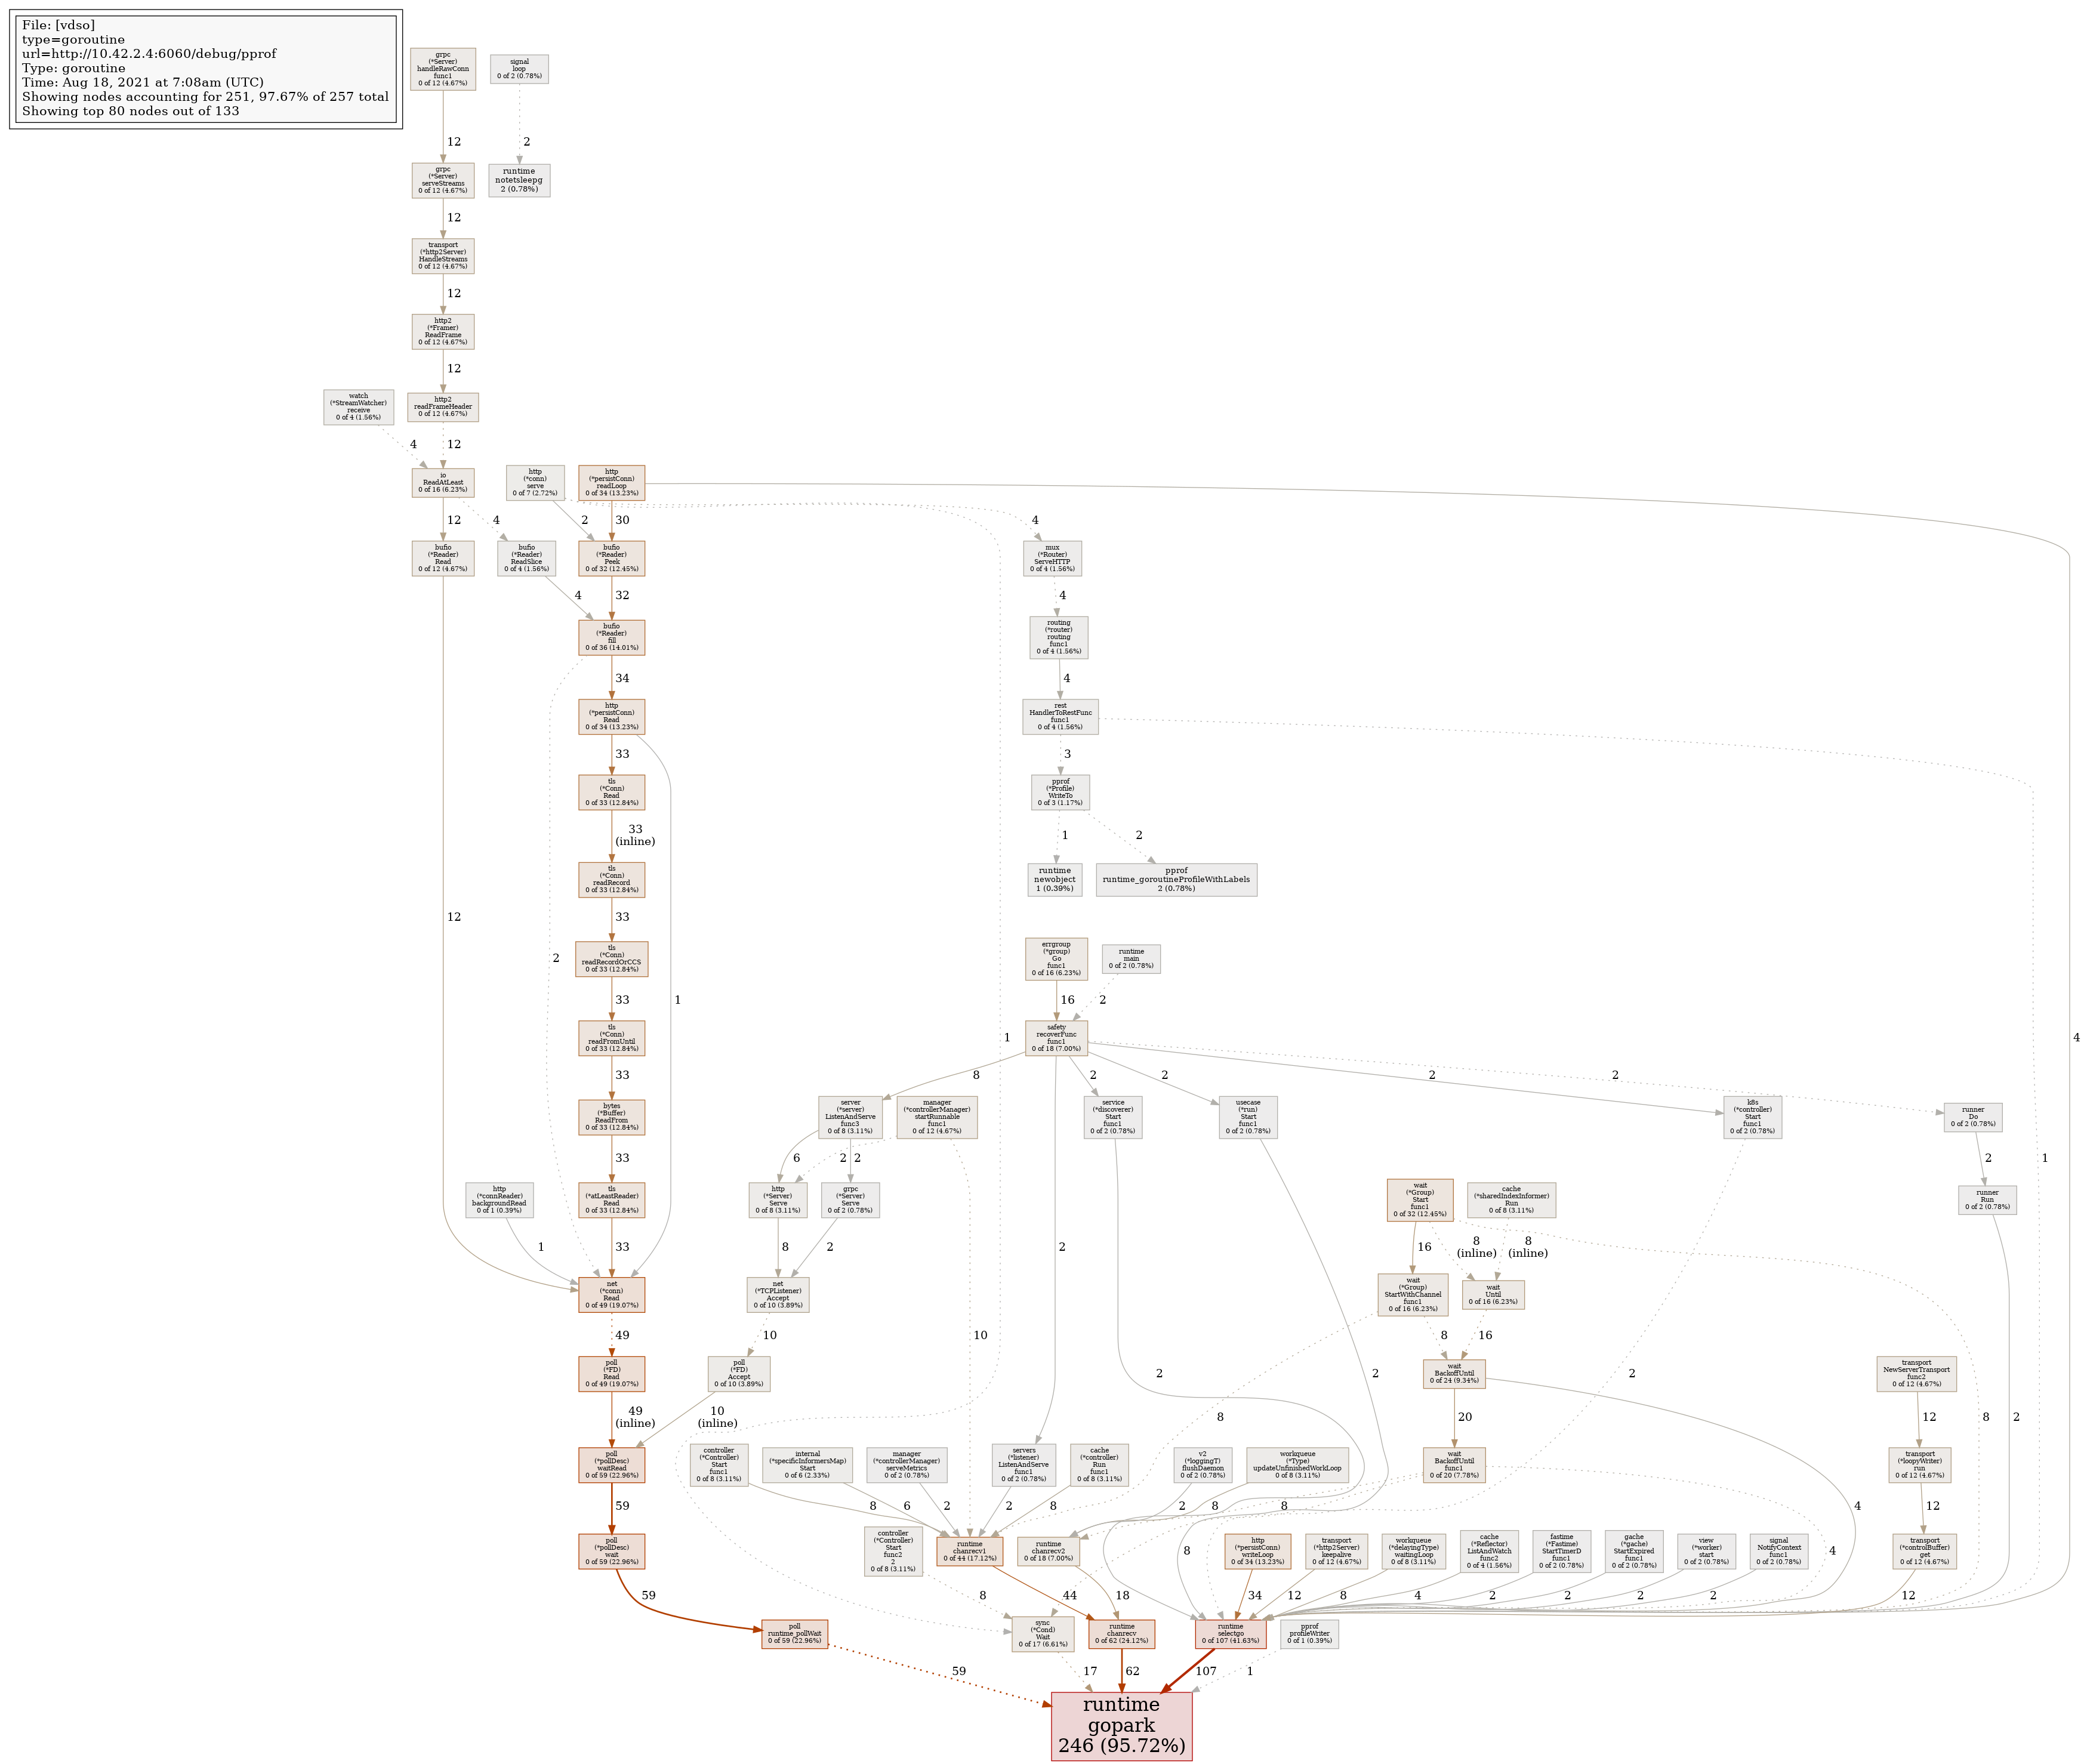 File: [vdso]
type=goroutine
url=http://10.42.2.4:6060/debug/pprof
Type: goroutine
Time: Aug 18, 2021 at 7:08am (UTC)
Showing nodes accounting for 251, 97.67% of 257 total
Showing top 80 nodes out of 133
grpc
(*Server)
handleRawConn
func1
0 of 12 (4.67%)
signal
loop
0 of 2 (0.78%)
12
2
grpc
(*Server)
serveStreams
0 of 12 (4.67%)
runtime
notetsleepg
2 (0.78%)
12
transport
(*http2Server)
HandleStreams
0 of 12 (4.67%)
12
http2
(*Framer)
ReadFrame
0 of 12 (4.67%)
12
watch
(*StreamWatcher)
receive
0 of 4 (1.56%)
http2
readFrameHeader
0 of 12 (4.67%)
4
12
io
ReadAtLeast
0 of 16 (6.23%)
http
(*conn)
serve
0 of 7 (2.72%)
http
(*persistConn)
readLoop
0 of 34 (13.23%)
12
4
2
30
4
bufio
(*Reader)
Read
0 of 12 (4.67%)
bufio
(*Reader)
ReadSlice
0 of 4 (1.56%)
bufio
(*Reader)
Peek
0 of 32 (12.45%)
mux
(*Router)
ServeHTTP
0 of 4 (1.56%)
4
32
4
bufio
(*Reader)
fill
0 of 36 (14.01%)
routing
(*router)
routing
func1
0 of 4 (1.56%)
34
4
http
(*persistConn)
Read
0 of 34 (13.23%)
rest
HandlerToRestFunc
func1
0 of 4 (1.56%)
33
3
tls
(*Conn)
Read
0 of 33 (12.84%)
pprof
(*Profile)
WriteTo
0 of 3 (1.17%)
33
(inline)
1
2
tls
(*Conn)
readRecord
0 of 33 (12.84%)
runtime
newobject
1 (0.39%)
pprof
runtime_goroutineProfileWithLabels
2 (0.78%)
12
33
2
tls
(*Conn)
readRecordOrCCS
0 of 33 (12.84%)
errgroup
(*group)
Go
func1
0 of 16 (6.23%)
runtime
main
0 of 2 (0.78%)
33
1
16
2
tls
(*Conn)
readFromUntil
0 of 33 (12.84%)
1
safety
recoverFunc
func1
0 of 18 (7.00%)
4
33
8
2
2
2
2
1
bytes
(*Buffer)
ReadFrom
0 of 33 (12.84%)
server
(*server)
ListenAndServe
func3
0 of 8 (3.11%)
manager
(*controllerManager)
startRunnable
func1
0 of 12 (4.67%)
service
(*discoverer)
Start
func1
0 of 2 (0.78%)
usecase
(*run)
Start
func1
0 of 2 (0.78%)
k8s
(*controller)
Start
func1
0 of 2 (0.78%)
runner
Do
0 of 2 (0.78%)
33
6
2
2
2
http
(*connReader)
backgroundRead
0 of 1 (0.39%)
tls
(*atLeastReader)
Read
0 of 33 (12.84%)
http
(*Server)
Serve
0 of 8 (3.11%)
grpc
(*Server)
Serve
0 of 2 (0.78%)
wait
(*Group)
Start
func1
0 of 32 (12.45%)
cache
(*sharedIndexInformer)
Run
0 of 8 (3.11%)
runner
Run
0 of 2 (0.78%)
1
33
8
2
2
16
8
(inline)
8
(inline)
net
(*conn)
Read
0 of 49 (19.07%)
net
(*TCPListener)
Accept
0 of 10 (3.89%)
wait
(*Group)
StartWithChannel
func1
0 of 16 (6.23%)
wait
Until
0 of 16 (6.23%)
49
10
10
8
16
poll
(*FD)
Read
0 of 49 (19.07%)
poll
(*FD)
Accept
0 of 10 (3.89%)
wait
BackoffUntil
0 of 24 (9.34%)
transport
NewServerTransport
func2
0 of 12 (4.67%)
2
2
2
49
(inline)
10
(inline)
8
20
8
12
2
poll
(*pollDesc)
waitRead
0 of 59 (22.96%)
controller
(*Controller)
Start
func1
0 of 8 (3.11%)
internal
(*specificInformersMap)
Start
0 of 6 (2.33%)
manager
(*controllerManager)
serveMetrics
0 of 2 (0.78%)
servers
(*listener)
ListenAndServe
func1
0 of 2 (0.78%)
cache
(*controller)
Run
func1
0 of 8 (3.11%)
v2
(*loggingT)
flushDaemon
0 of 2 (0.78%)
workqueue
(*Type)
updateUnfinishedWorkLoop
0 of 8 (3.11%)
wait
BackoffUntil
func1
0 of 20 (7.78%)
transport
(*loopyWriter)
run
0 of 12 (4.67%)
59
8
6
2
2
8
2
8
8
4
12
poll
(*pollDesc)
wait
0 of 59 (22.96%)
controller
(*Controller)
Start
func2
2
0 of 8 (3.11%)
runtime
chanrecv1
0 of 44 (17.12%)
runtime
chanrecv2
0 of 18 (7.00%)
8
http
(*persistConn)
writeLoop
0 of 34 (13.23%)
transport
(*http2Server)
keepalive
0 of 12 (4.67%)
workqueue
(*delayingType)
waitingLoop
0 of 8 (3.11%)
cache
(*Reflector)
ListAndWatch
func2
0 of 4 (1.56%)
fastime
(*Fastime)
StartTimerD
func1
0 of 2 (0.78%)
gache
(*gache)
StartExpired
func1
0 of 2 (0.78%)
view
(*worker)
start
0 of 2 (0.78%)
signal
NotifyContext
func1
0 of 2 (0.78%)
4
transport
(*controlBuffer)
get
0 of 12 (4.67%)
59
8
44
18
34
12
8
4
2
2
2
2
12
poll
runtime_pollWait
0 of 59 (22.96%)
sync
(*Cond)
Wait
0 of 17 (6.61%)
runtime
chanrecv
0 of 62 (24.12%)
runtime
selectgo
0 of 107 (41.63%)
pprof
profileWriter
0 of 1 (0.39%)
59
17
62
107
1
runtime
gopark
246 (95.72%)